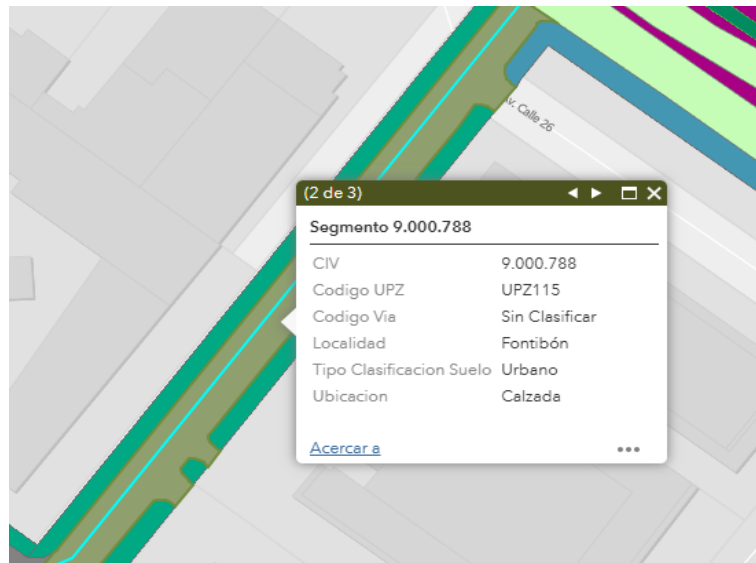 Av. Calle 26
(2 de 3)
Segmento 9.000.788
CIV 9.000.788
Codigo UPZ UPZ115
Codigo Via Sin Clasificar
Localidad Fontibón
Tipo Clasificacion Suelo Urbano
Ubicacion Calzada
Acercar a